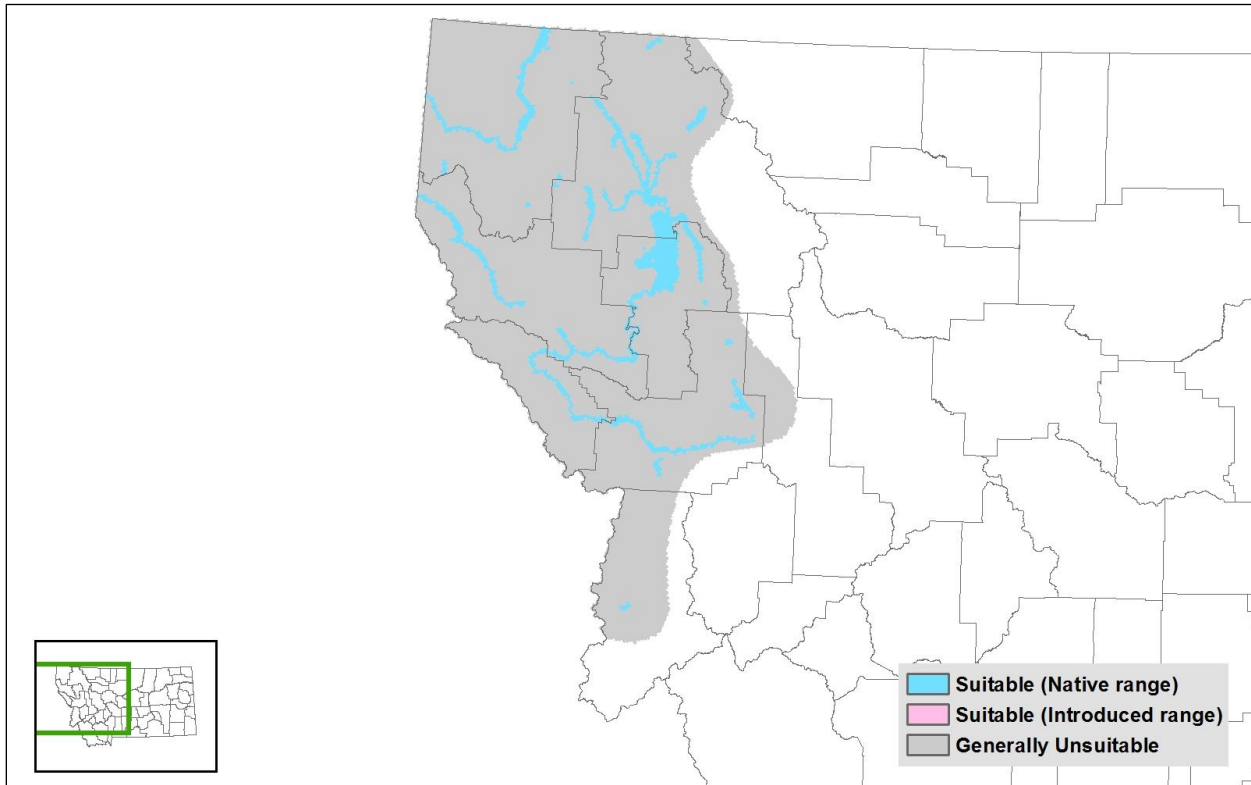 Suitable (Native range)
Suitable (Introduced range)
Generally Unsuitable